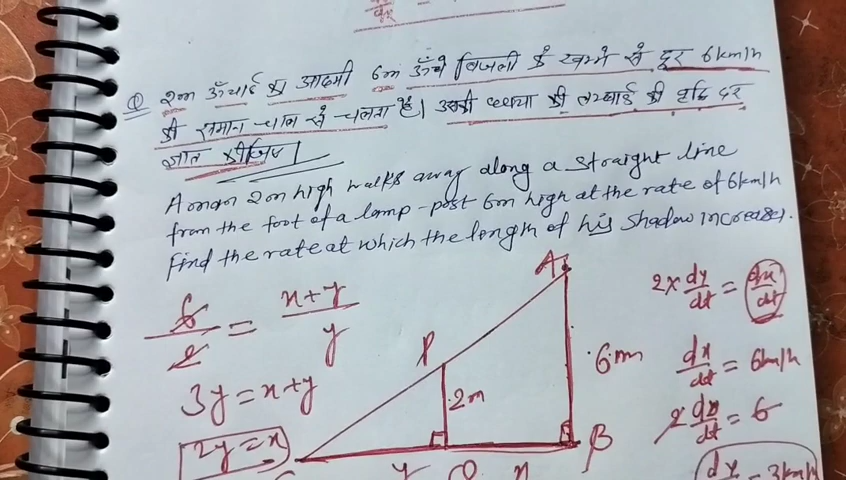 Q 2m ऊँचाई का आदमी 6m ऊँचे बिजली के खम्भे से दूर 6km/h
की समान चाल से चलता है। उसकी छाया की लम्बाई की वृद्धि दर
ज्ञात कीजिए।
A man 2m high walks away along a straight line
from the foot of a lamp-post 6m high at the rate of 6km/h
Find the rate at which the length of his shadow increases.
6/2 = x+y/y
3y = x+y
2y = x
A
P
2m
6m
B
y Q x
2x dy/dt = dx/dt
dx/dt = 6km/h
2 dy/dt = 6
= 3km/h